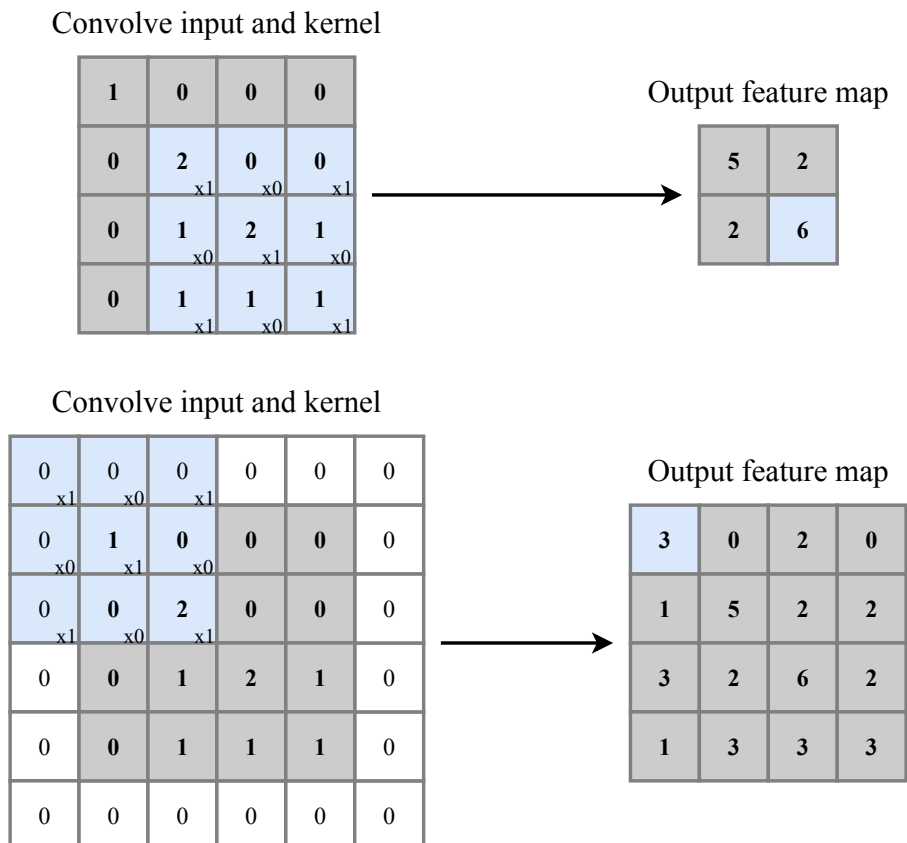 Convolve input and kernel
Output feature map
1 0 0 0
0 2 0 0
x1 x0 x1
0 1 2 1
x0 x1 x0
0 1 1 1
x1 x0 x1
5 2
2 6
Convolve input and kernel
Output feature map
0 0 0 0 0 0
x1 x0 x1
0 1 0 0 0 0
x0 x1 x0
0 0 2 0 0 0
x1 x0 x1
0 0 1 2 1 0
0 0 1 1 1 0
0 0 0 0 0 0
3 0 2 0
1 5 2 2
3 2 6 2
1 3 3 3